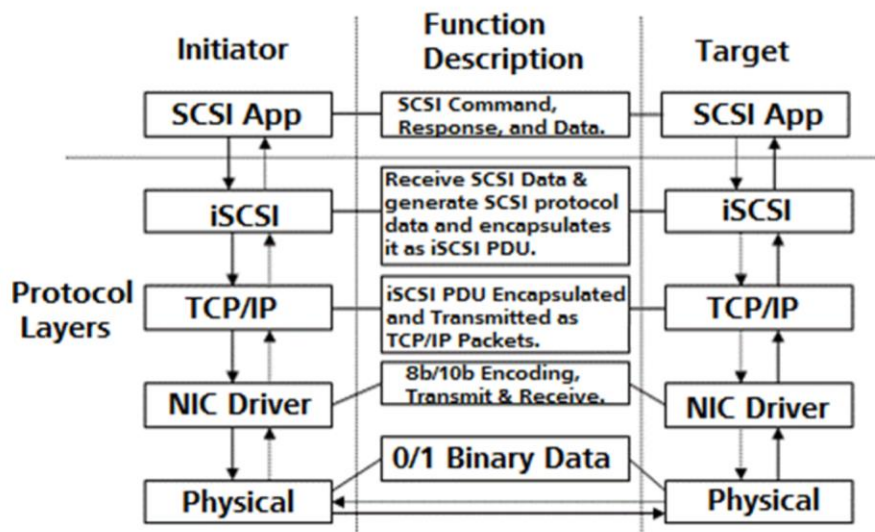 Initiator
Function
Description
Target
SCSI App
SCSI Command,
Response, and Data.
SCSI App
iSCSI
Receive SCSI Data &
generate SCSI protocol
data and encapsulates
it as iSCSI PDU.
iSCSI
Protocol
Layers
TCP/IP
iSCSI PDU Encapsulated
and Transmitted as
TCP/IP Packets.
TCP/IP
NIC Driver
8b/10b Encoding,
Transmit & Receive.
NIC Driver
Physical
0/1 Binary Data
Physical